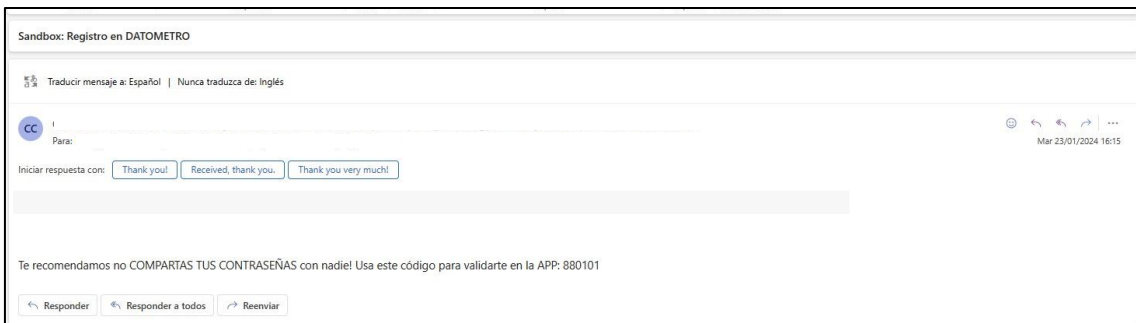 Sandbox: Registro en DATOMETRO
Traducir mensaje a: Español | Nunca traduzca de: Inglés
CC
Para:
Mar 23/01/2024 16:15
Iniciar respuesta con: Thank you! Received, thank you. Thank you very much!
Te recomendamos no COMPARTAS TUS CONTRASEÑAS con nadie! Usa este código para validarte en la APP: 880101
Responder Responder a todos Reenviar